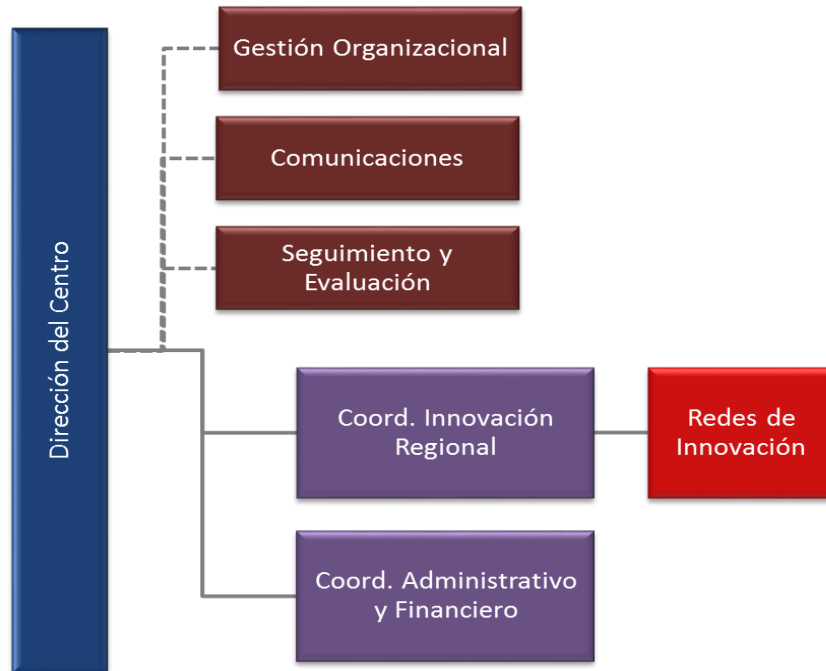 Gestión Organizacional
Comunicaciones
Seguimiento y
Evaluación
Dirección del Centro
Coord. Innovación
Regional
Redes de
Innovación
Coord. Administrativo
y Financiero